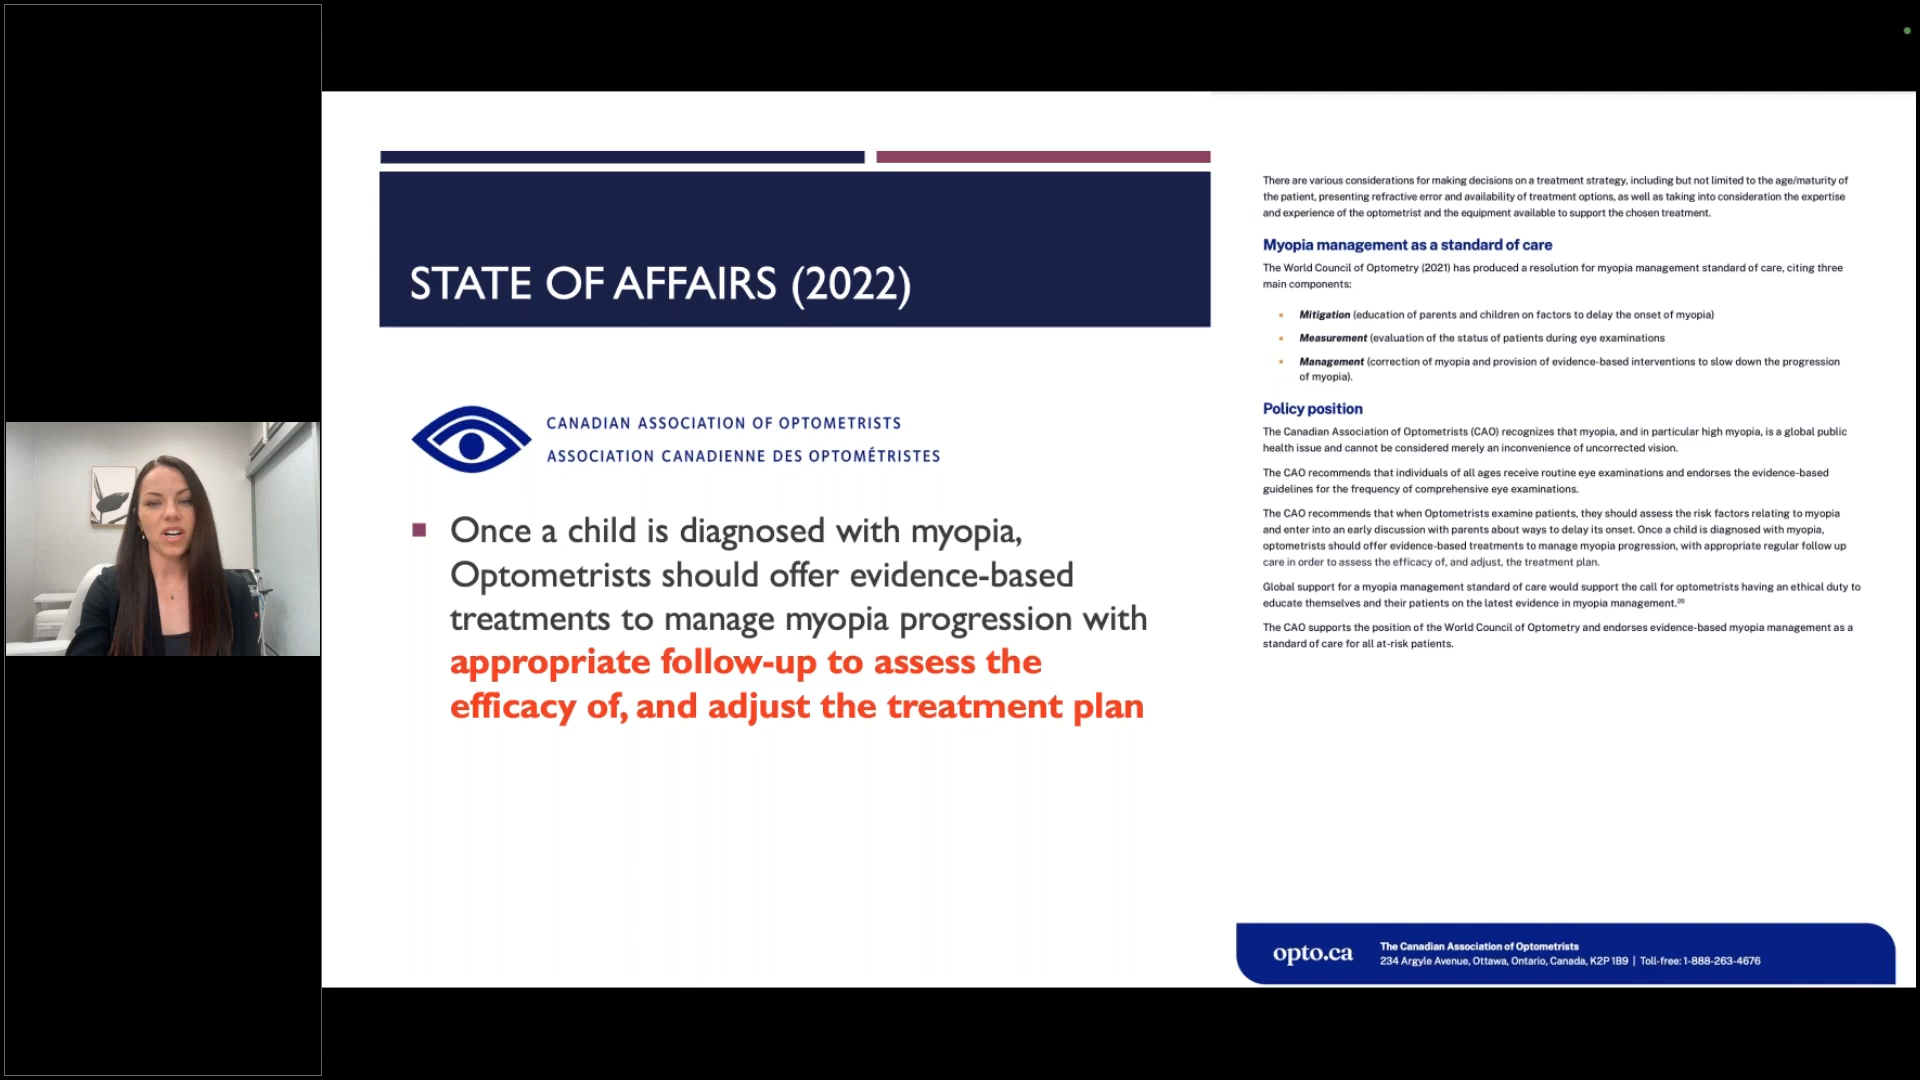 STATE OF AFFAIRS (2022)
CANADIAN ASSOCIATION OF OPTOMETRISTS
ASSOCIATION CANADIENNE DES OPTOMÉTRISTES
Once a child is diagnosed with myopia,
Optometrists should offer evidence-based
treatments to manage myopia progression with
appropriate follow-up to assess the
efficacy of, and adjust the treatment plan
There are various considerations for making decisions on a treatment strategy, including but not limited to the age/maturity of
the patient, presenting refractive error and availability of treatment options, as well as taking into consideration the expertise
and experience of the optometrist and the equipment available to support the chosen treatment.
Myopia management as a standard of care
The World Council of Optometry (2021) has produced a resolution for myopia management standard of care, citing three
main components:
Mitigation (education of parents and children on factors to delay the onset of myopia)
Measurement (evaluation of the status of patients during eye examinations
Management (correction of myopia and provision of evidence-based interventions to slow down the progression
of myopia).
Policy position
The Canadian Association of Optometrists (CAO) recognizes that myopia, and in particular high myopia, is a global public
health issue and cannot be considered merely an inconvenience of uncorrected vision.
The CAO recommends that individuals of all ages receive routine eye examinations and endorses the evidence-based
guidelines for the frequency of comprehensive eye examinations.
The CAO recommends that when Optometrists examine patients, they should assess the risk factors relating to myopia
and enter into an early discussion with parents about ways to delay its onset. Once a child is diagnosed with myopia,
optometrists should offer evidence-based treatments to manage myopia progression, with appropriate regular follow up
care in order to assess the efficacy of, and adjust, the treatment plan.
Global support for a myopia management standard of care would support the call for optometrists having an ethical duty to
educate themselves and their patients on the latest evidence in myopia management.
The CAO supports the position of the World Council of Optometry and endorses evidence-based myopia management as a
standard of care for all at-risk patients.
opto.ca
The Canadian Association of Optometrists
234 Argyle Avenue, Ottawa, Ontario, Canada, K2P 1B9 | Toll-free: 1-888-263-4676